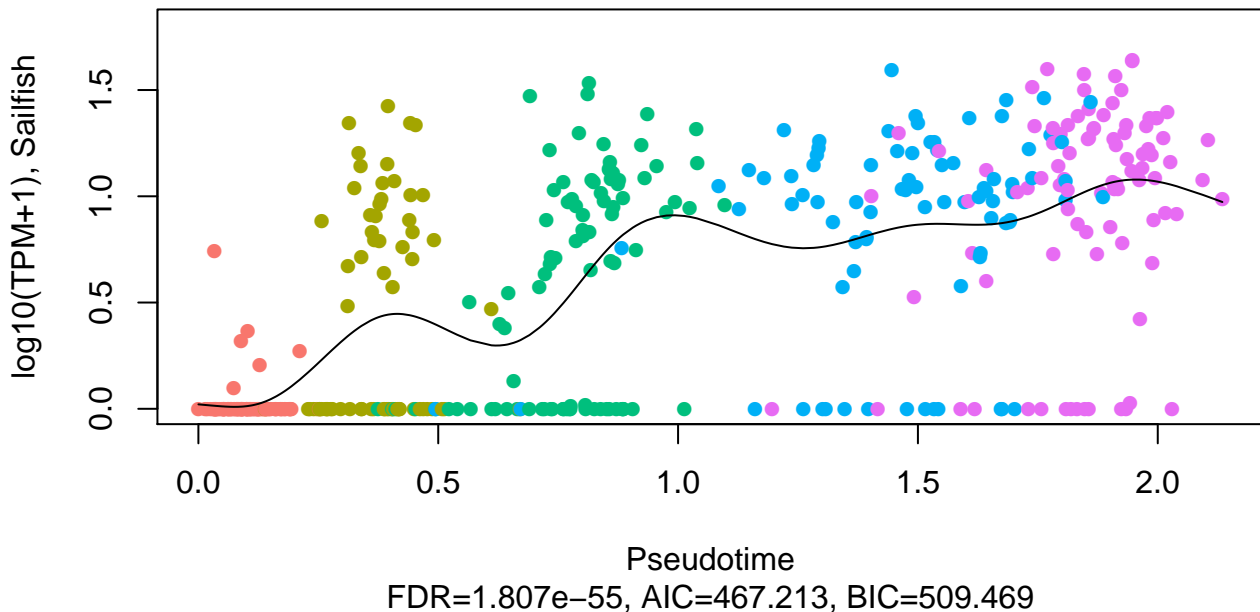 log10(TPM+1), Sailfish
1.5
1.0
0.5
0.0
0.0 0.5 1.0 1.5 2.0
Pseudotime
FDR=1.807e−55, AIC=467.213, BIC=509.469